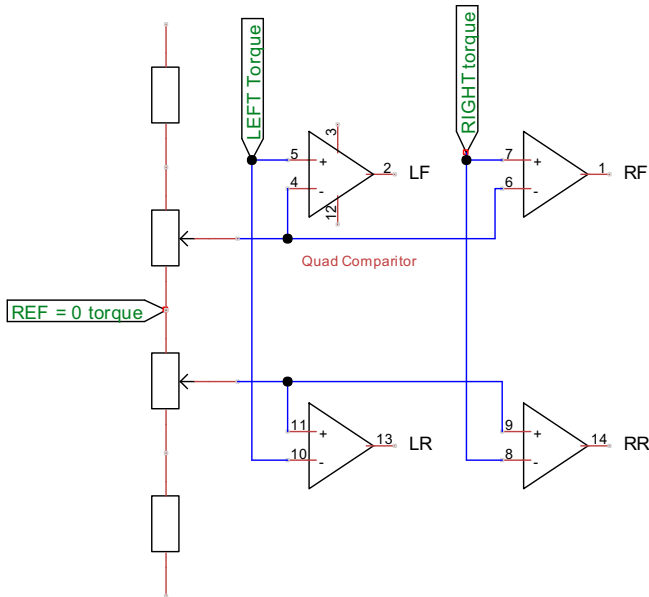 LEFT Torque
RIGHT torque
3
5
+
4
-
2
LF
12
7
+
6
-
1
RF
Quad Comparitor
REF = 0 torque
11
+
10
-
13
LR
9
+
8
-
14
RR